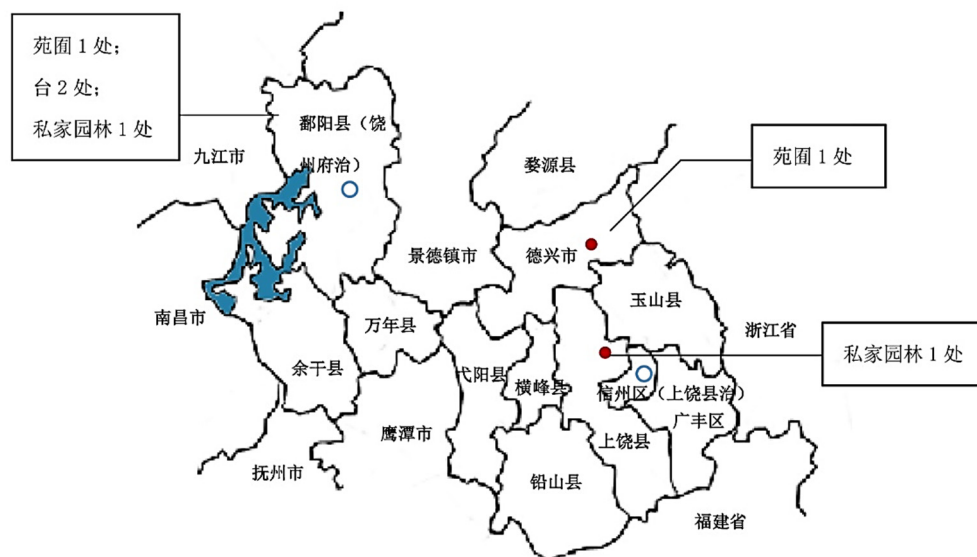 苑囿 1 处；
台 2 处；
私家园林 1 处
鄱阳县（饶
州府治）
九江市
婺源县
苑囿 1 处
景德镇市
德兴市
玉山县
南昌市
万年县
浙江省
余干县
弋阳县
横峰县
私家园林 1 处
信州区（上饶县治）
广丰区
鹰潭市
上饶县
抚州市
铅山县
福建省